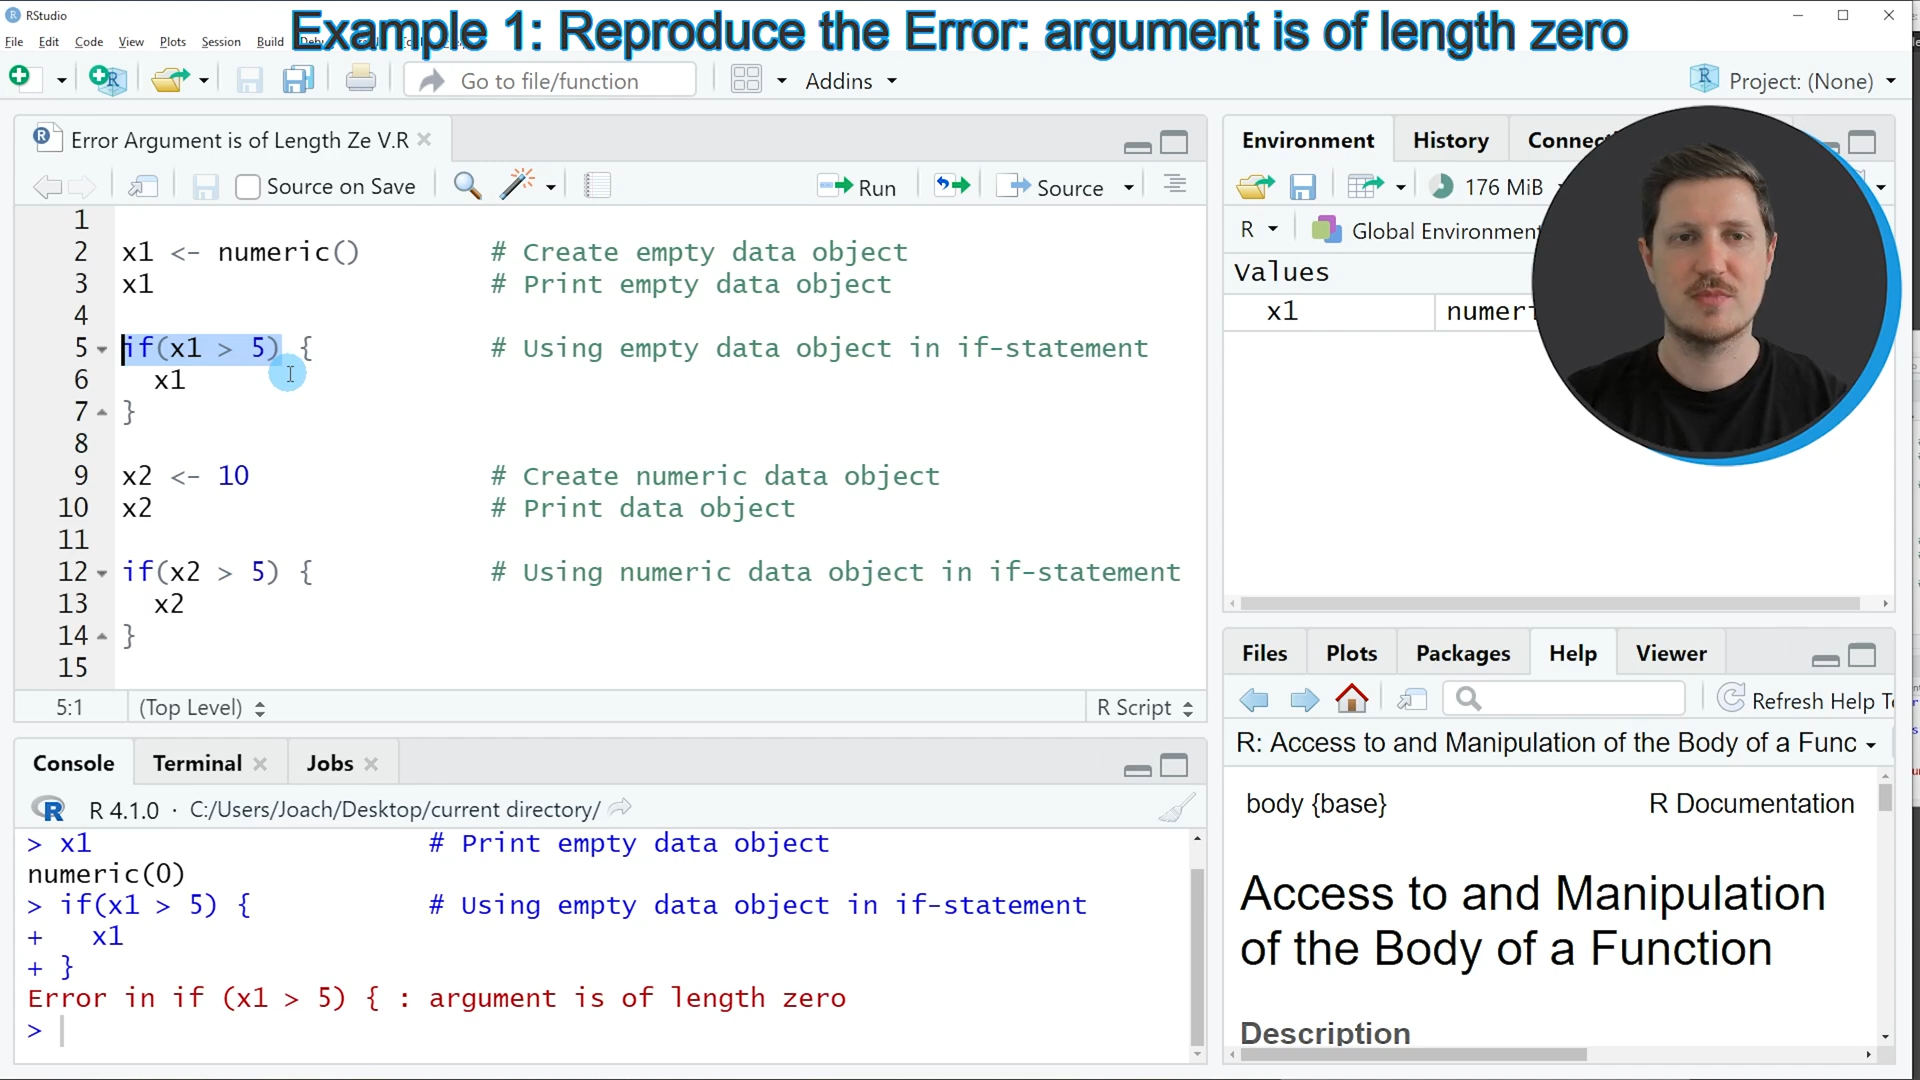 RStudio
Example 1: Reproduce the Error: argument is of length zero
File Edit Code View Plots Session Build
Go to file/function
Addins
Project: (None)
Error Argument is of Length Ze V.R
Source on Save
Run
Source
1
2 x1 <- numeric() # Create empty data object
3 x1 # Print empty data object
4
5 if(x1 > 5) { # Using empty data object in if-statement
6 x1
7 }
8
9 x2 <- 10 # Create numeric data object
10 x2 # Print data object
11
12 if(x2 > 5) { # Using numeric data object in if-statement
13 x2
14 }
15
5:1 (Top Level) R Script
Console Terminal Jobs
R 4.1.0 · C:/Users/Joach/Desktop/current directory/
> x1 # Print empty data object
numeric(0)
> if(x1 > 5) { # Using empty data object in if-statement
+ x1
+ }
Error in if (x1 > 5) { : argument is of length zero
>
Environment History Connec
176 MiB
R Global Environment
Values
x1 numeri
Files Plots Packages Help Viewer
Refresh Help To
R: Access to and Manipulation of the Body of a Func
body {base} R Documentation
Access to and Manipulation
of the Body of a Function
Description